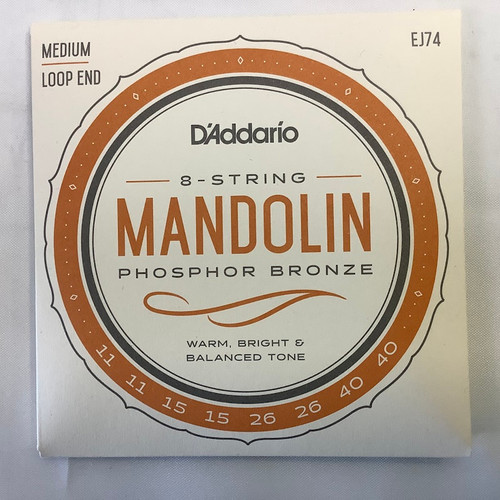 MEDIUM
LOOP END
EJ74
D'Addario
8-STRING
MANDOLIN
PHOSPHOR BRONZE
WARM, BRIGHT &
BALANCED TONE
11 11 15 15 26 26 40 40